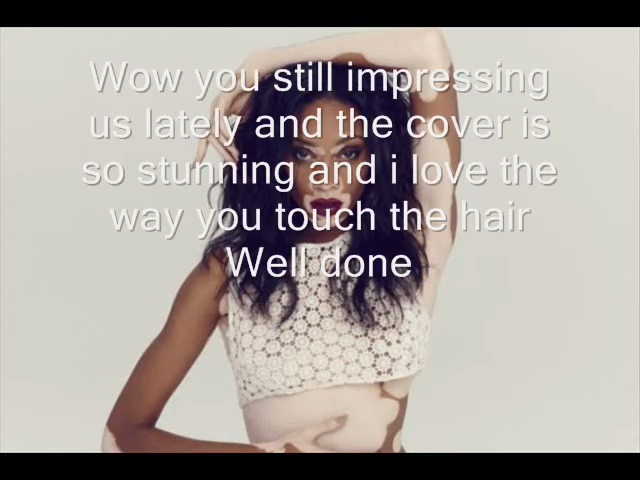 Wow you still impressing
us lately and the cover is
so stunning and i love the
way you touch the hair
Well done